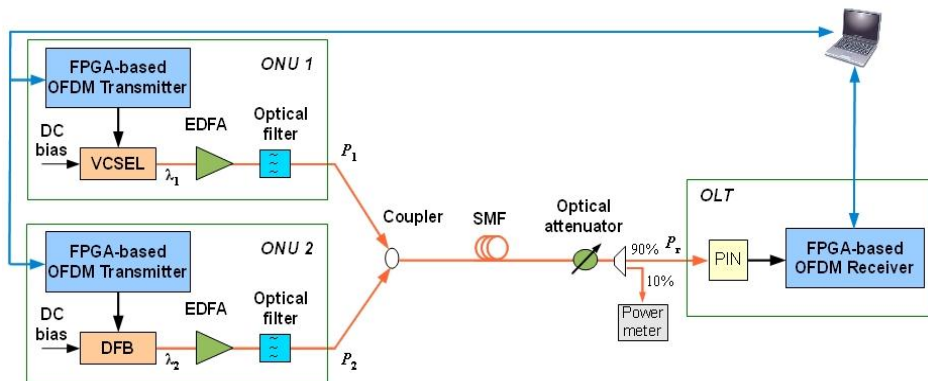 ONU 1
FPGA-based
OFDM Transmitter
DC
bias
VCSEL
λ1
EDFA
Optical
filter
P1
ONU 2
FPGA-based
OFDM Transmitter
DC
bias
DFB
λ2
EDFA
Optical
filter
P2
Coupler
SMF
Optical
attenuator
90%
10%
Pr
Power
meter
OLT
PIN
FPGA-based
OFDM Receiver